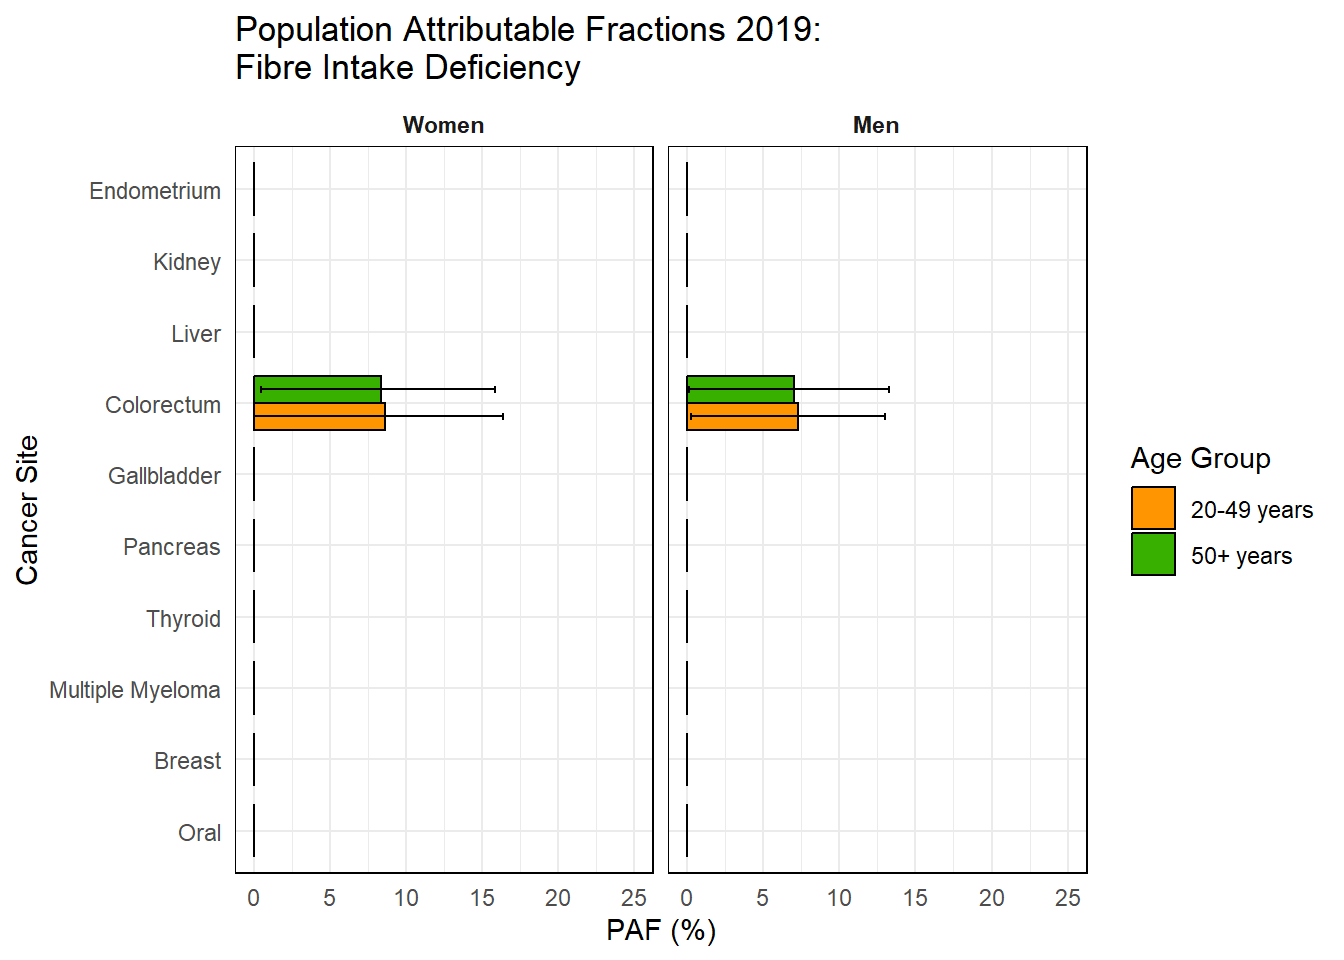 Population Attributable Fractions 2019:
Fibre Intake Deficiency
Women
Men
Endometrium
Kidney
Liver
Colorectum
Gallbladder
Pancreas
Thyroid
Multiple Myeloma
Breast
Oral
Cancer Site
0 5 10 15 20 25
0 5 10 15 20 25
PAF (%)
Age Group
20-49 years
50+ years